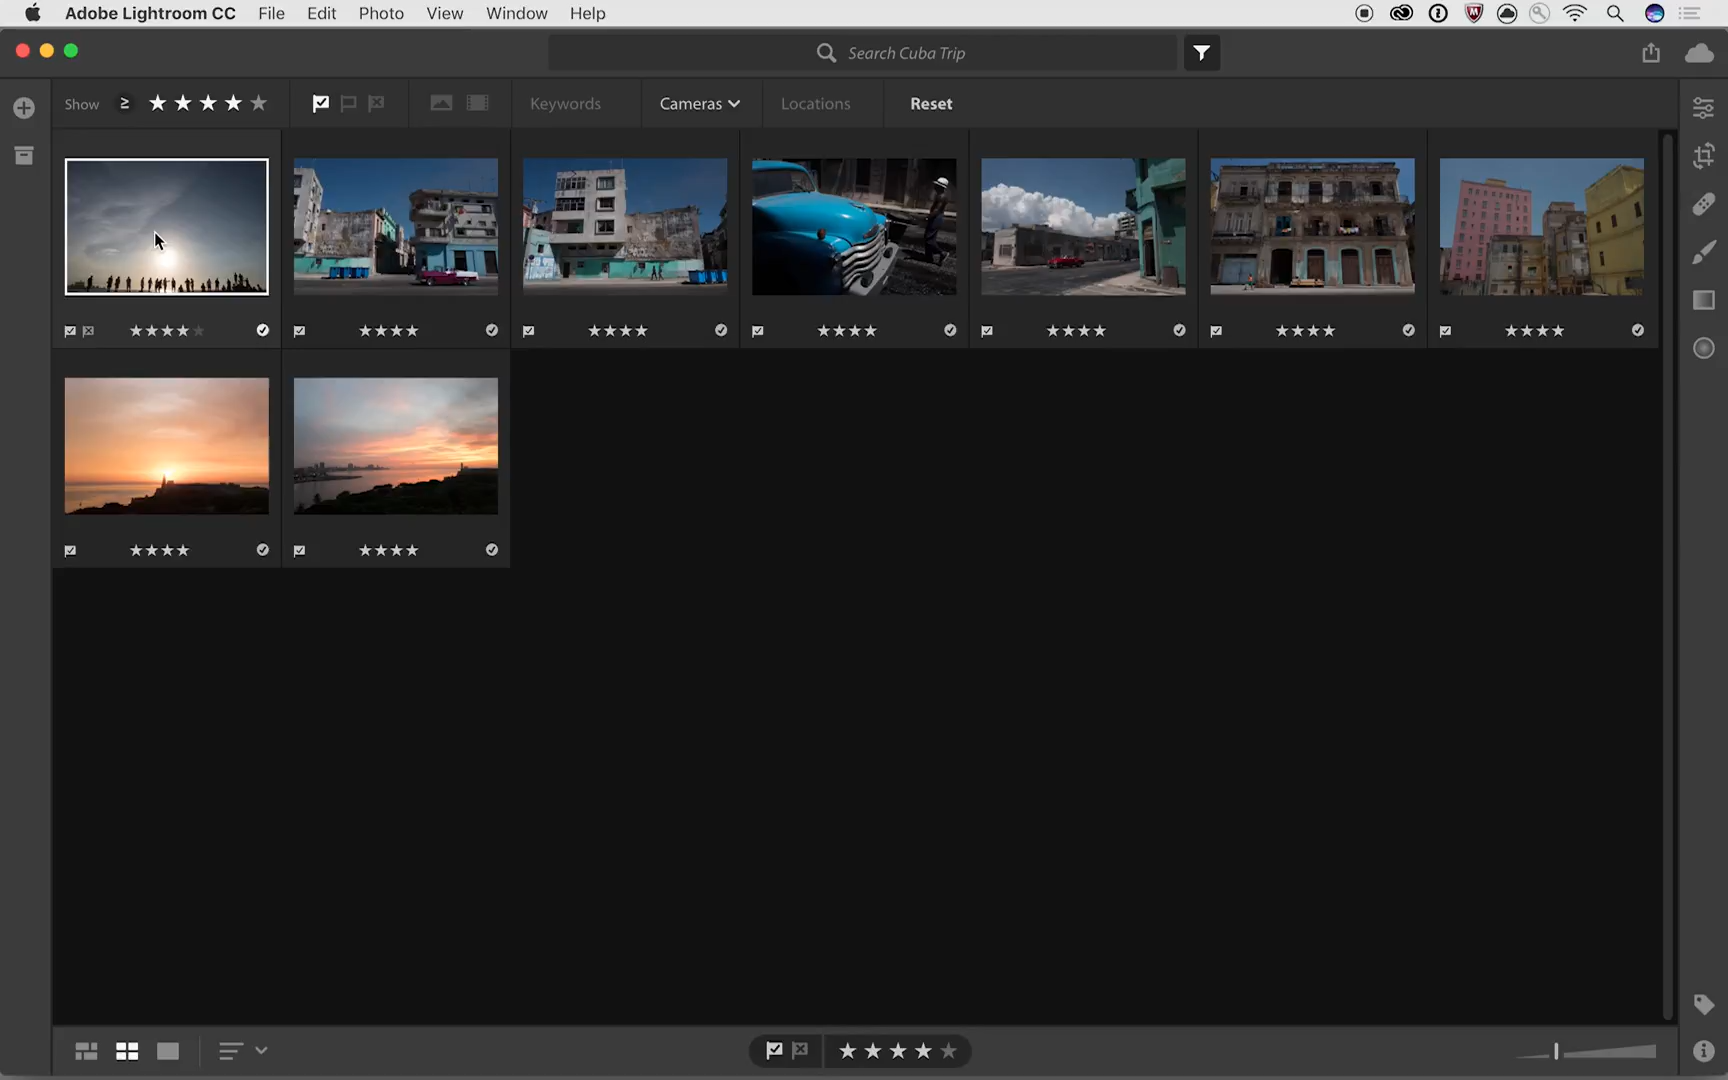 Adobe Lightroom CC File Edit Photo View Window Help
Search Cuba Trip
Show ≥ Keywords Cameras Locations Reset